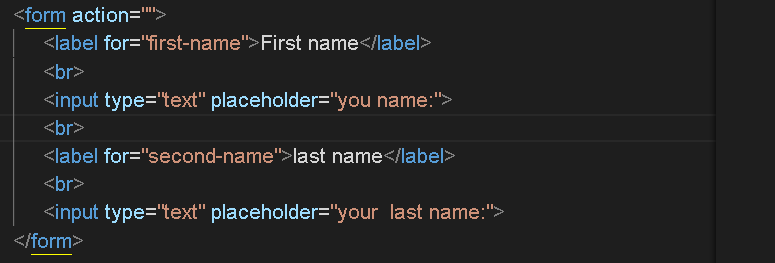 <form action="">
<label for="first-name">First name</label>
<br>
<input type="text" placeholder="you name:">
<br>
<label for="second-name">last name</label>
<br>
<input type="text" placeholder="your  last name:">
</form>